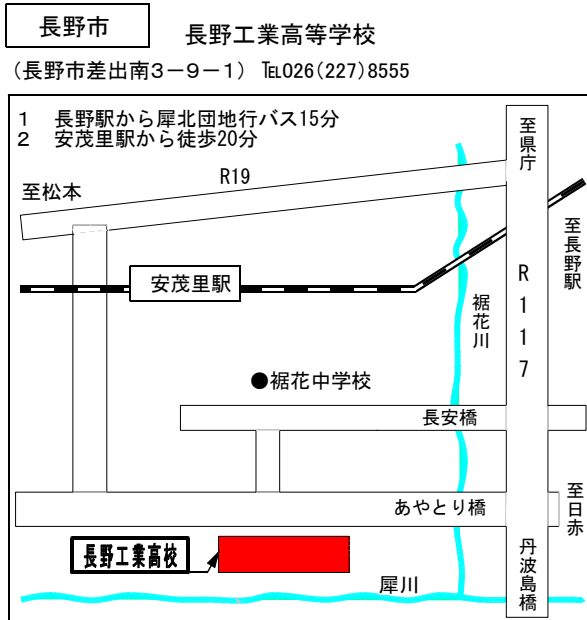 長野市
長野工業高等学校
（長野市差出南３－９－１） ℡026(227)8555
1 長野駅から犀北団地行バス15分
2 安茂里駅から徒歩20分
至県庁
R19
至松本
至長野駅
安茂里駅
R117
裾花川
●裾花中学校
長安橋
至日赤
あやとり橋
長野工業高校
丹波島橋
犀川